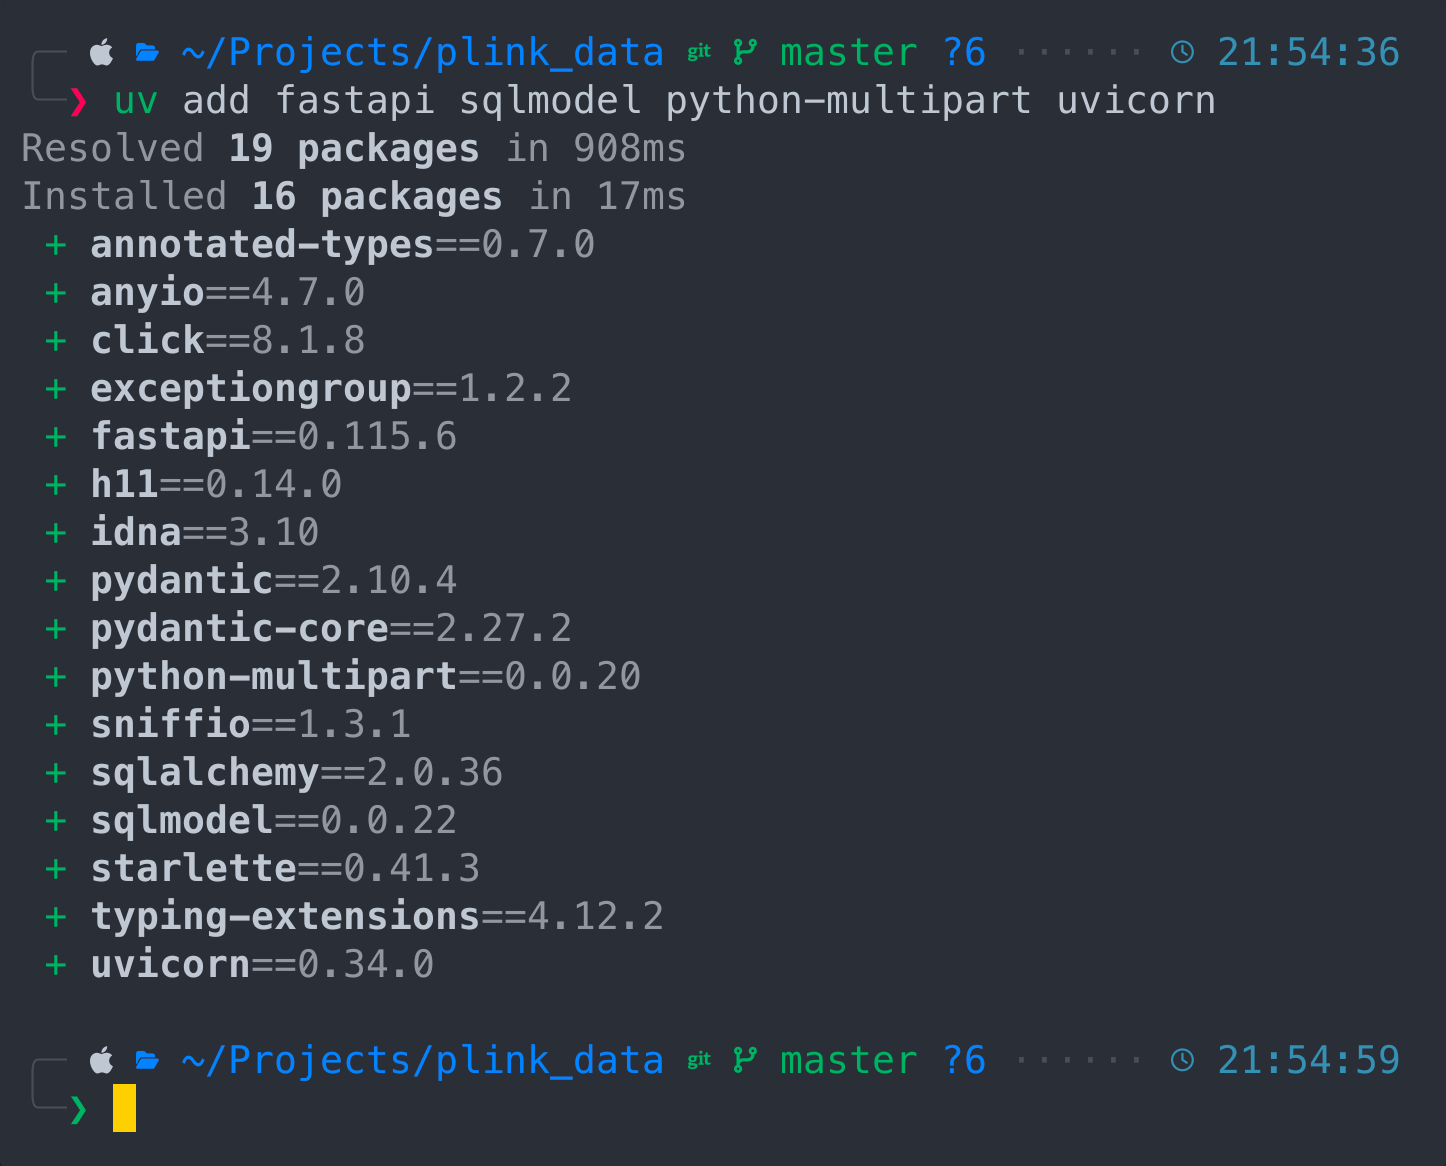 ~/Projects/plink_data git master ?6 ······ 21:54:36
❯ uv add fastapi sqlmodel python-multipart uvicorn
Resolved 19 packages in 908ms
Installed 16 packages in 17ms
+ annotated-types==0.7.0
+ anyio==4.7.0
+ click==8.1.8
+ exceptiongroup==1.2.2
+ fastapi==0.115.6
+ h11==0.14.0
+ idna==3.10
+ pydantic==2.10.4
+ pydantic-core==2.27.2
+ python-multipart==0.0.20
+ sniffio==1.3.1
+ sqlalchemy==2.0.36
+ sqlmodel==0.0.22
+ starlette==0.41.3
+ typing-extensions==4.12.2
+ uvicorn==0.34.0
~/Projects/plink_data git master ?6 ······ 21:54:59
❯